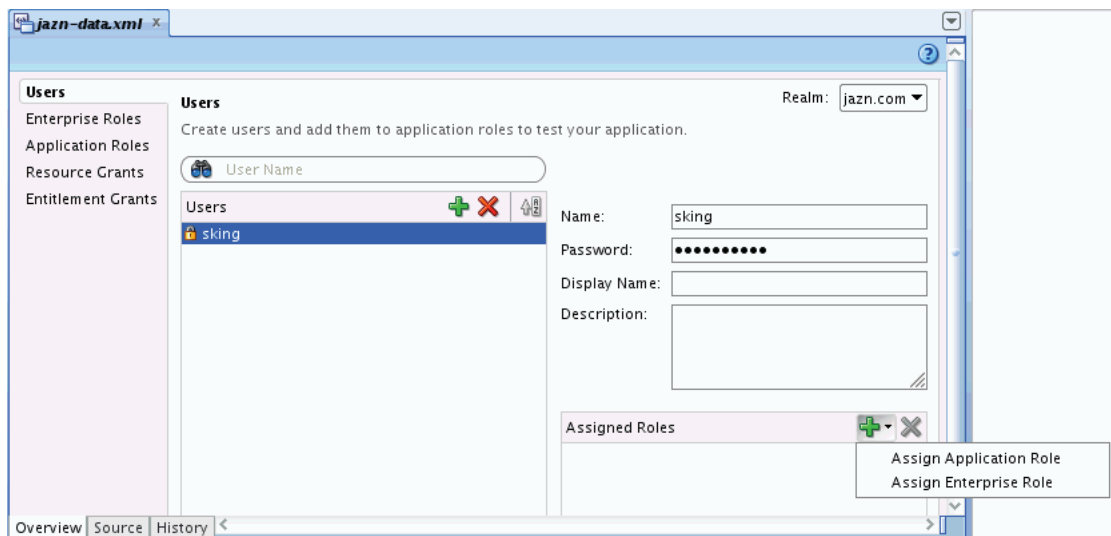 jazn-data.xml
Users
Enterprise Roles
Application Roles
Resource Grants
Entitlement Grants
Users
Realm: jazn.com
Create users and add them to application roles to test your application.
User Name
Users
sking
Name: sking
Password: ••••••••••
Display Name:
Description:
Assigned Roles
Assign Application Role
Assign Enterprise Role
Overview Source History